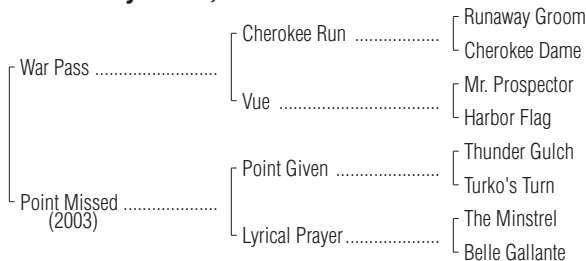 Runaway Groom
Cherokee Run ..................
Cherokee Dame
War Pass ..........................
Mr. Prospector
Vue ..................................
Harbor Flag
Thunder Gulch
Point Given ....................
Turko's Turn
Point Missed ....................
(2003)
The Minstrel
Lyrical Prayer....................
Belle Gallante